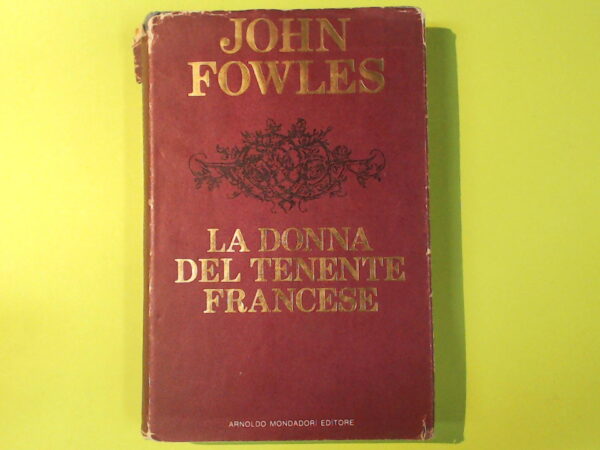 JOHN
FOWLES
LA DONNA
DEL TENENTE
FRANCESE
ARNOLDO MONDADORI EDITORE